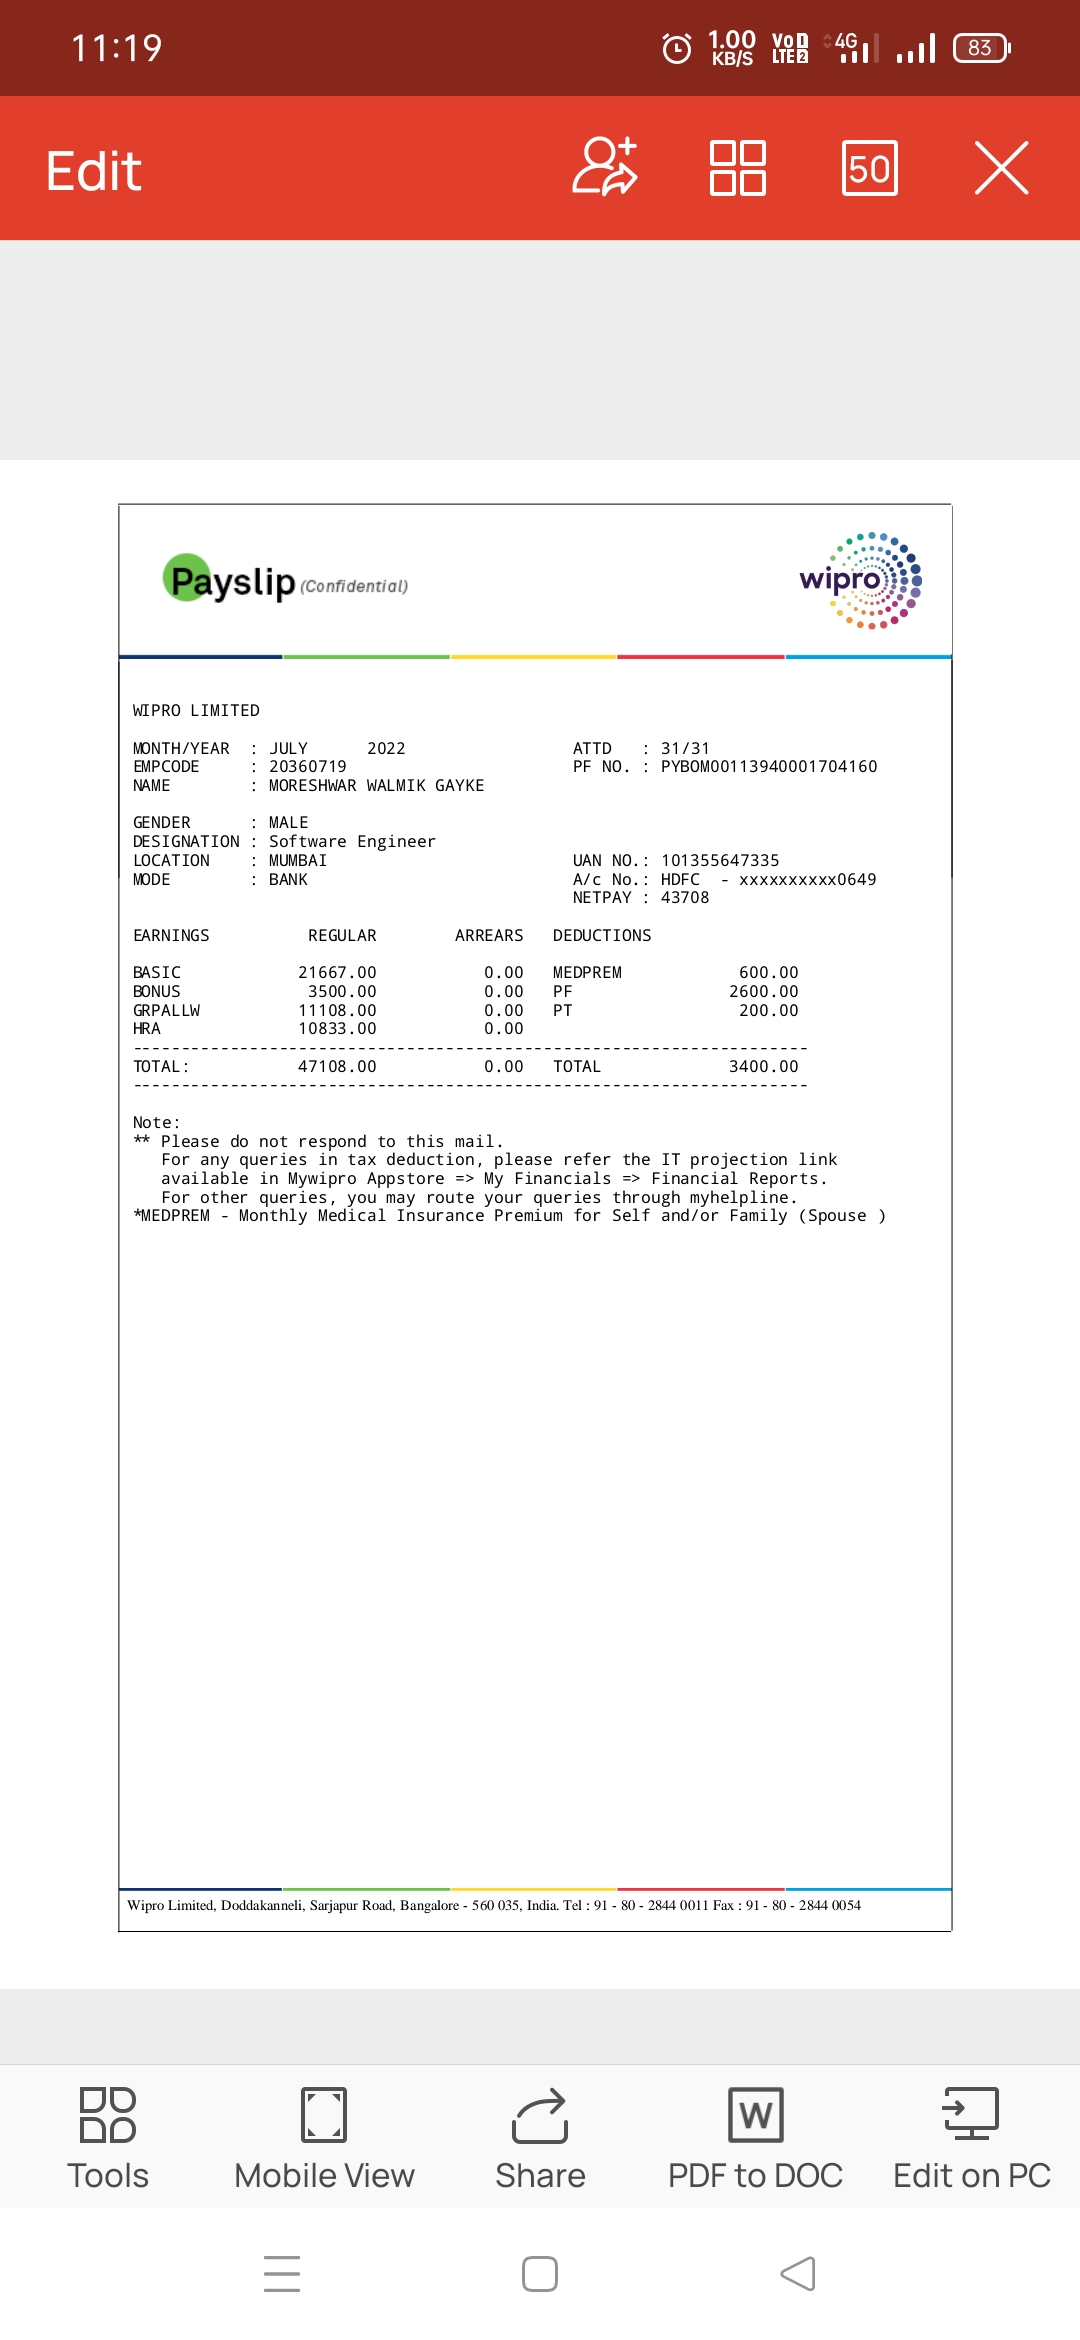 11:19
1.00 KB/S
Vo 1 LTE 2
4G
83
Edit
50
Payslip (Confidential)
wipro
WIPRO LIMITED
MONTH/YEAR : JULY 2022 ATTD : 31/31
EMPCODE : 20360719 PF NO. : PYBOM00113940001704160
NAME : MORESHWAR WALMIK GAYKE
GENDER : MALE
DESIGNATION : Software Engineer
LOCATION : MUMBAI UAN NO.: 101355647335
MODE : BANK A/c No.: HDFC - xxxxxxxxxx0649
NETPAY : 43708
EARNINGS REGULAR ARREARS DEDUCTIONS
BASIC 21667.00 0.00 MEDPREM 600.00
BONUS 3500.00 0.00 PF 2600.00
GRPALLW 11108.00 0.00 PT 200.00
HRA 10833.00 0.00
TOTAL: 47108.00 0.00 TOTAL 3400.00
Note:
** Please do not respond to this mail.
For any queries in tax deduction, please refer the IT projection link
available in Mywipro Appstore => My Financials => Financial Reports.
For other queries, you may route your queries through myhelpline.
*MEDPREM - Monthly Medical Insurance Premium for Self and/or Family (Spouse )
Wipro Limited, Doddakanneli, Sarjapur Road, Bangalore - 560 035, India. Tel : 91 - 80 - 2844 0011 Fax : 91 - 80 - 2844 0054
W
Tools Mobile View Share PDF to DOC Edit on PC